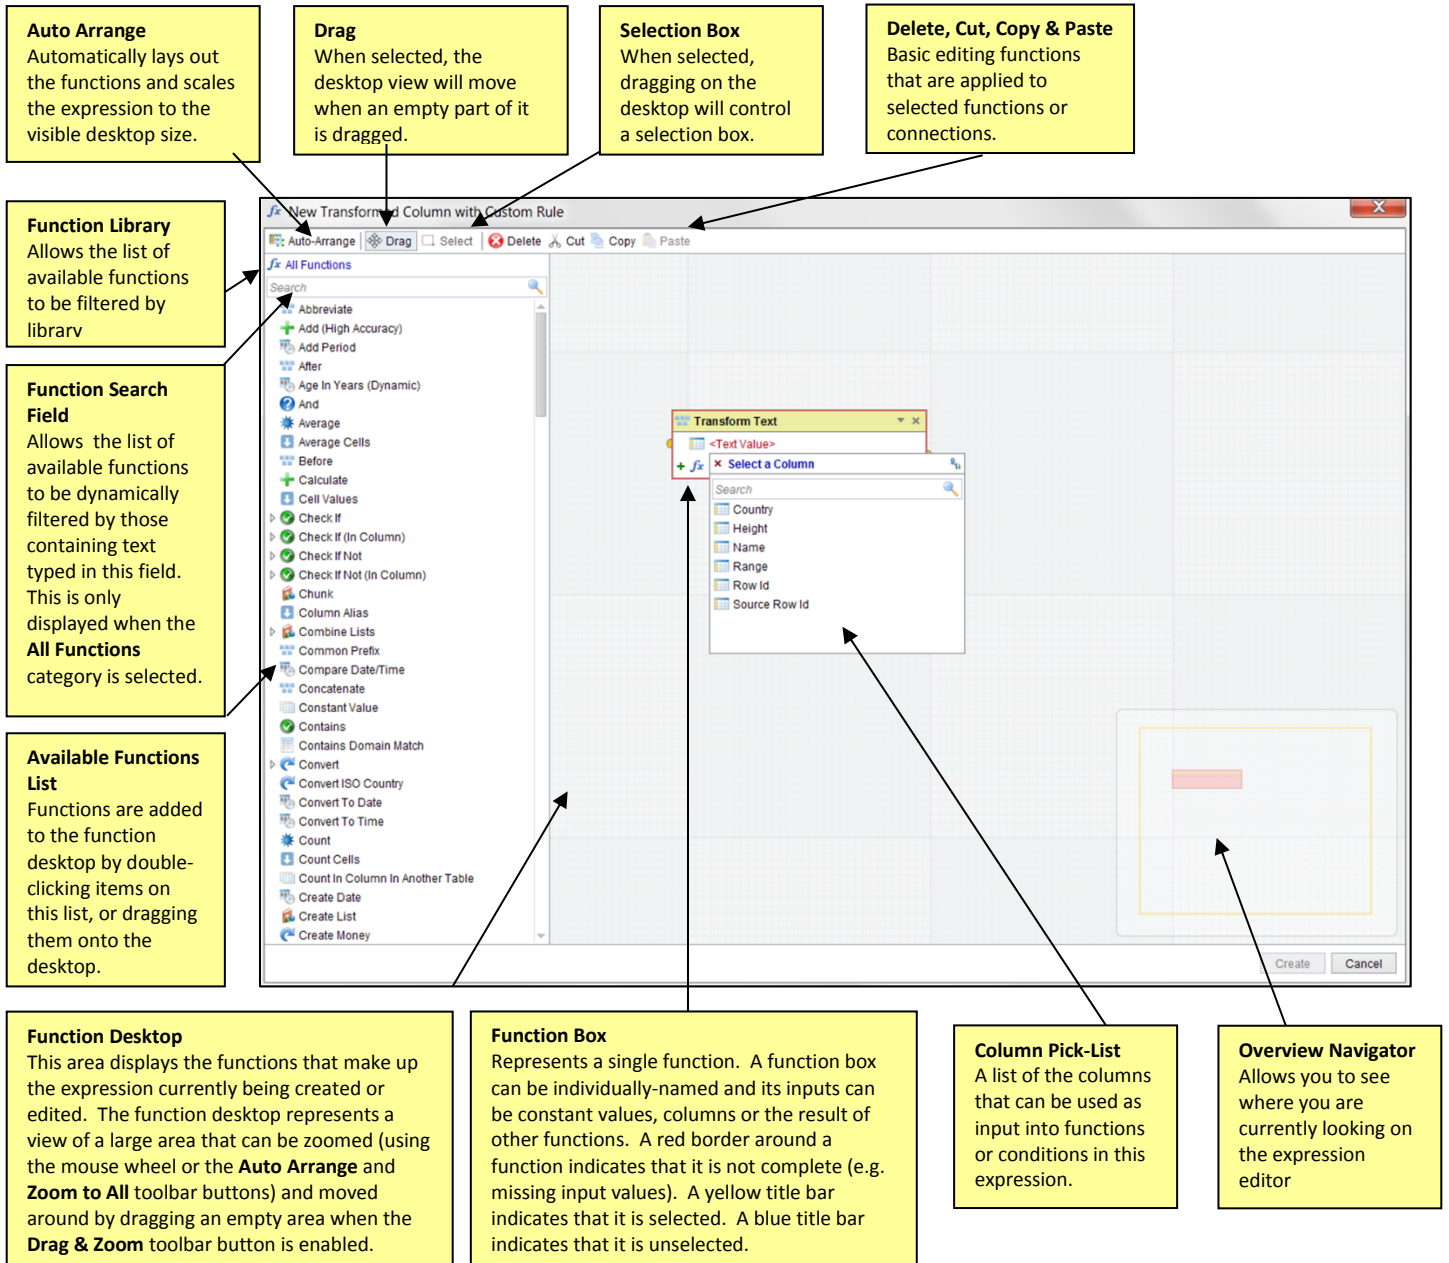 Auto Arrange
Automatically lays out
the functions and scales
the expression to the
visible desktop size.
Drag
When selected, the
desktop view will move
when an empty part of it
is dragged.
Selection Box
When selected,
dragging on the
desktop will control
a selection box.
Delete, Cut, Copy & Paste
Basic editing functions
that are applied to
selected functions or
connections.
Function Library
Allows the list of
available functions
to be filtered by
library
Function Search
Field
Allows the list of
available functions
to be dynamically
filtered by those
containing text
typed in this field.
This is only
displayed when the
All Functions
category is selected.
Available Functions
List
Functions are added
to the function
desktop by double-
clicking items on
this list, or dragging
them onto the
desktop.
fx New Transformed Column with Custom Rule
Auto-Arrange Drag Select Delete Cut Copy Paste
fx All Functions
Search
Abbreviate
Add (High Accuracy)
Add Period
After
Age In Years (Dynamic)
And
Average
Average Cells
Before
Calculate
Cell Values
Check If
Check If (In Column)
Check If Not
Check If Not (In Column)
Chunk
Column Alias
Combine Lists
Common Prefix
Compare Date/Time
Concatenate
Constant Value
Contains
Contains Domain Match
Convert
Convert ISO Country
Convert To Date
Convert To Time
Count
Count Cells
Count In Column In Another Table
Create Date
Create List
Create Money
Transform Text
<Text Value>
fx
Select a Column
Search
Country
Height
Name
Range
Row Id
Source Row Id
Create Cancel
Function Desktop
This area displays the functions that make up
the expression currently being created or
edited. The function desktop represents a
view of a large area that can be zoomed (using
the mouse wheel or the Auto Arrange and
Zoom to All toolbar buttons) and moved
around by dragging an empty area when the
Drag & Zoom toolbar button is enabled.
Function Box
Represents a single function. A function box
can be individually-named and its inputs can
be constant values, columns or the result of
other functions. A red border around a
function indicates that it is not complete (e.g.
missing input values). A yellow title bar
indicates that it is selected. A blue title bar
indicates that it is unselected.
Column Pick-List
A list of the columns
that can be used as
input into functions
or conditions in this
expression.
Overview Navigator
Allows you to see
where you are
currently looking on
the expression
editor